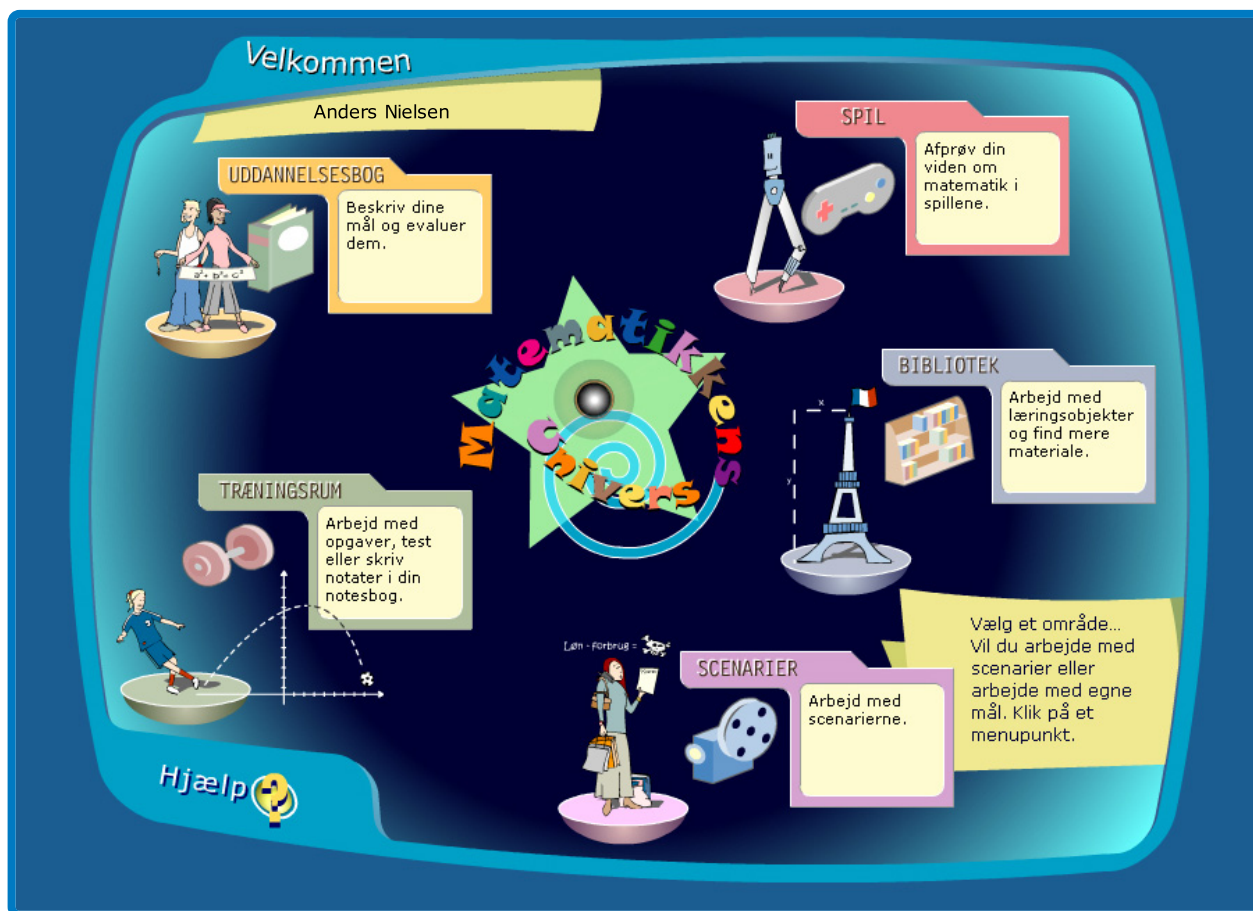 Velkommen
Anders Nielsen
UDDANNELSESBOG
Beskriv dine
mål og evaluer
dem.
a² + b² = c²
SPIL
Afprøv din
viden om
matematik i
spillene.
Matematikkens
Univers
BIBLIOTEK
Arbejd med
læringsobjekter
og find mere
materiale.
x
y
TRÆNINGSRUM
Arbejd med
opgaver, test
eller skriv
notater i din
notesbog.
Løn - Forbrug =
SCENARIER
Arbejd med
scenarierne.
Vælg et område...
Vil du arbejde med
scenarier eller
arbejde med egne
mål. Klik på et
menupunkt.
Hjælp ?